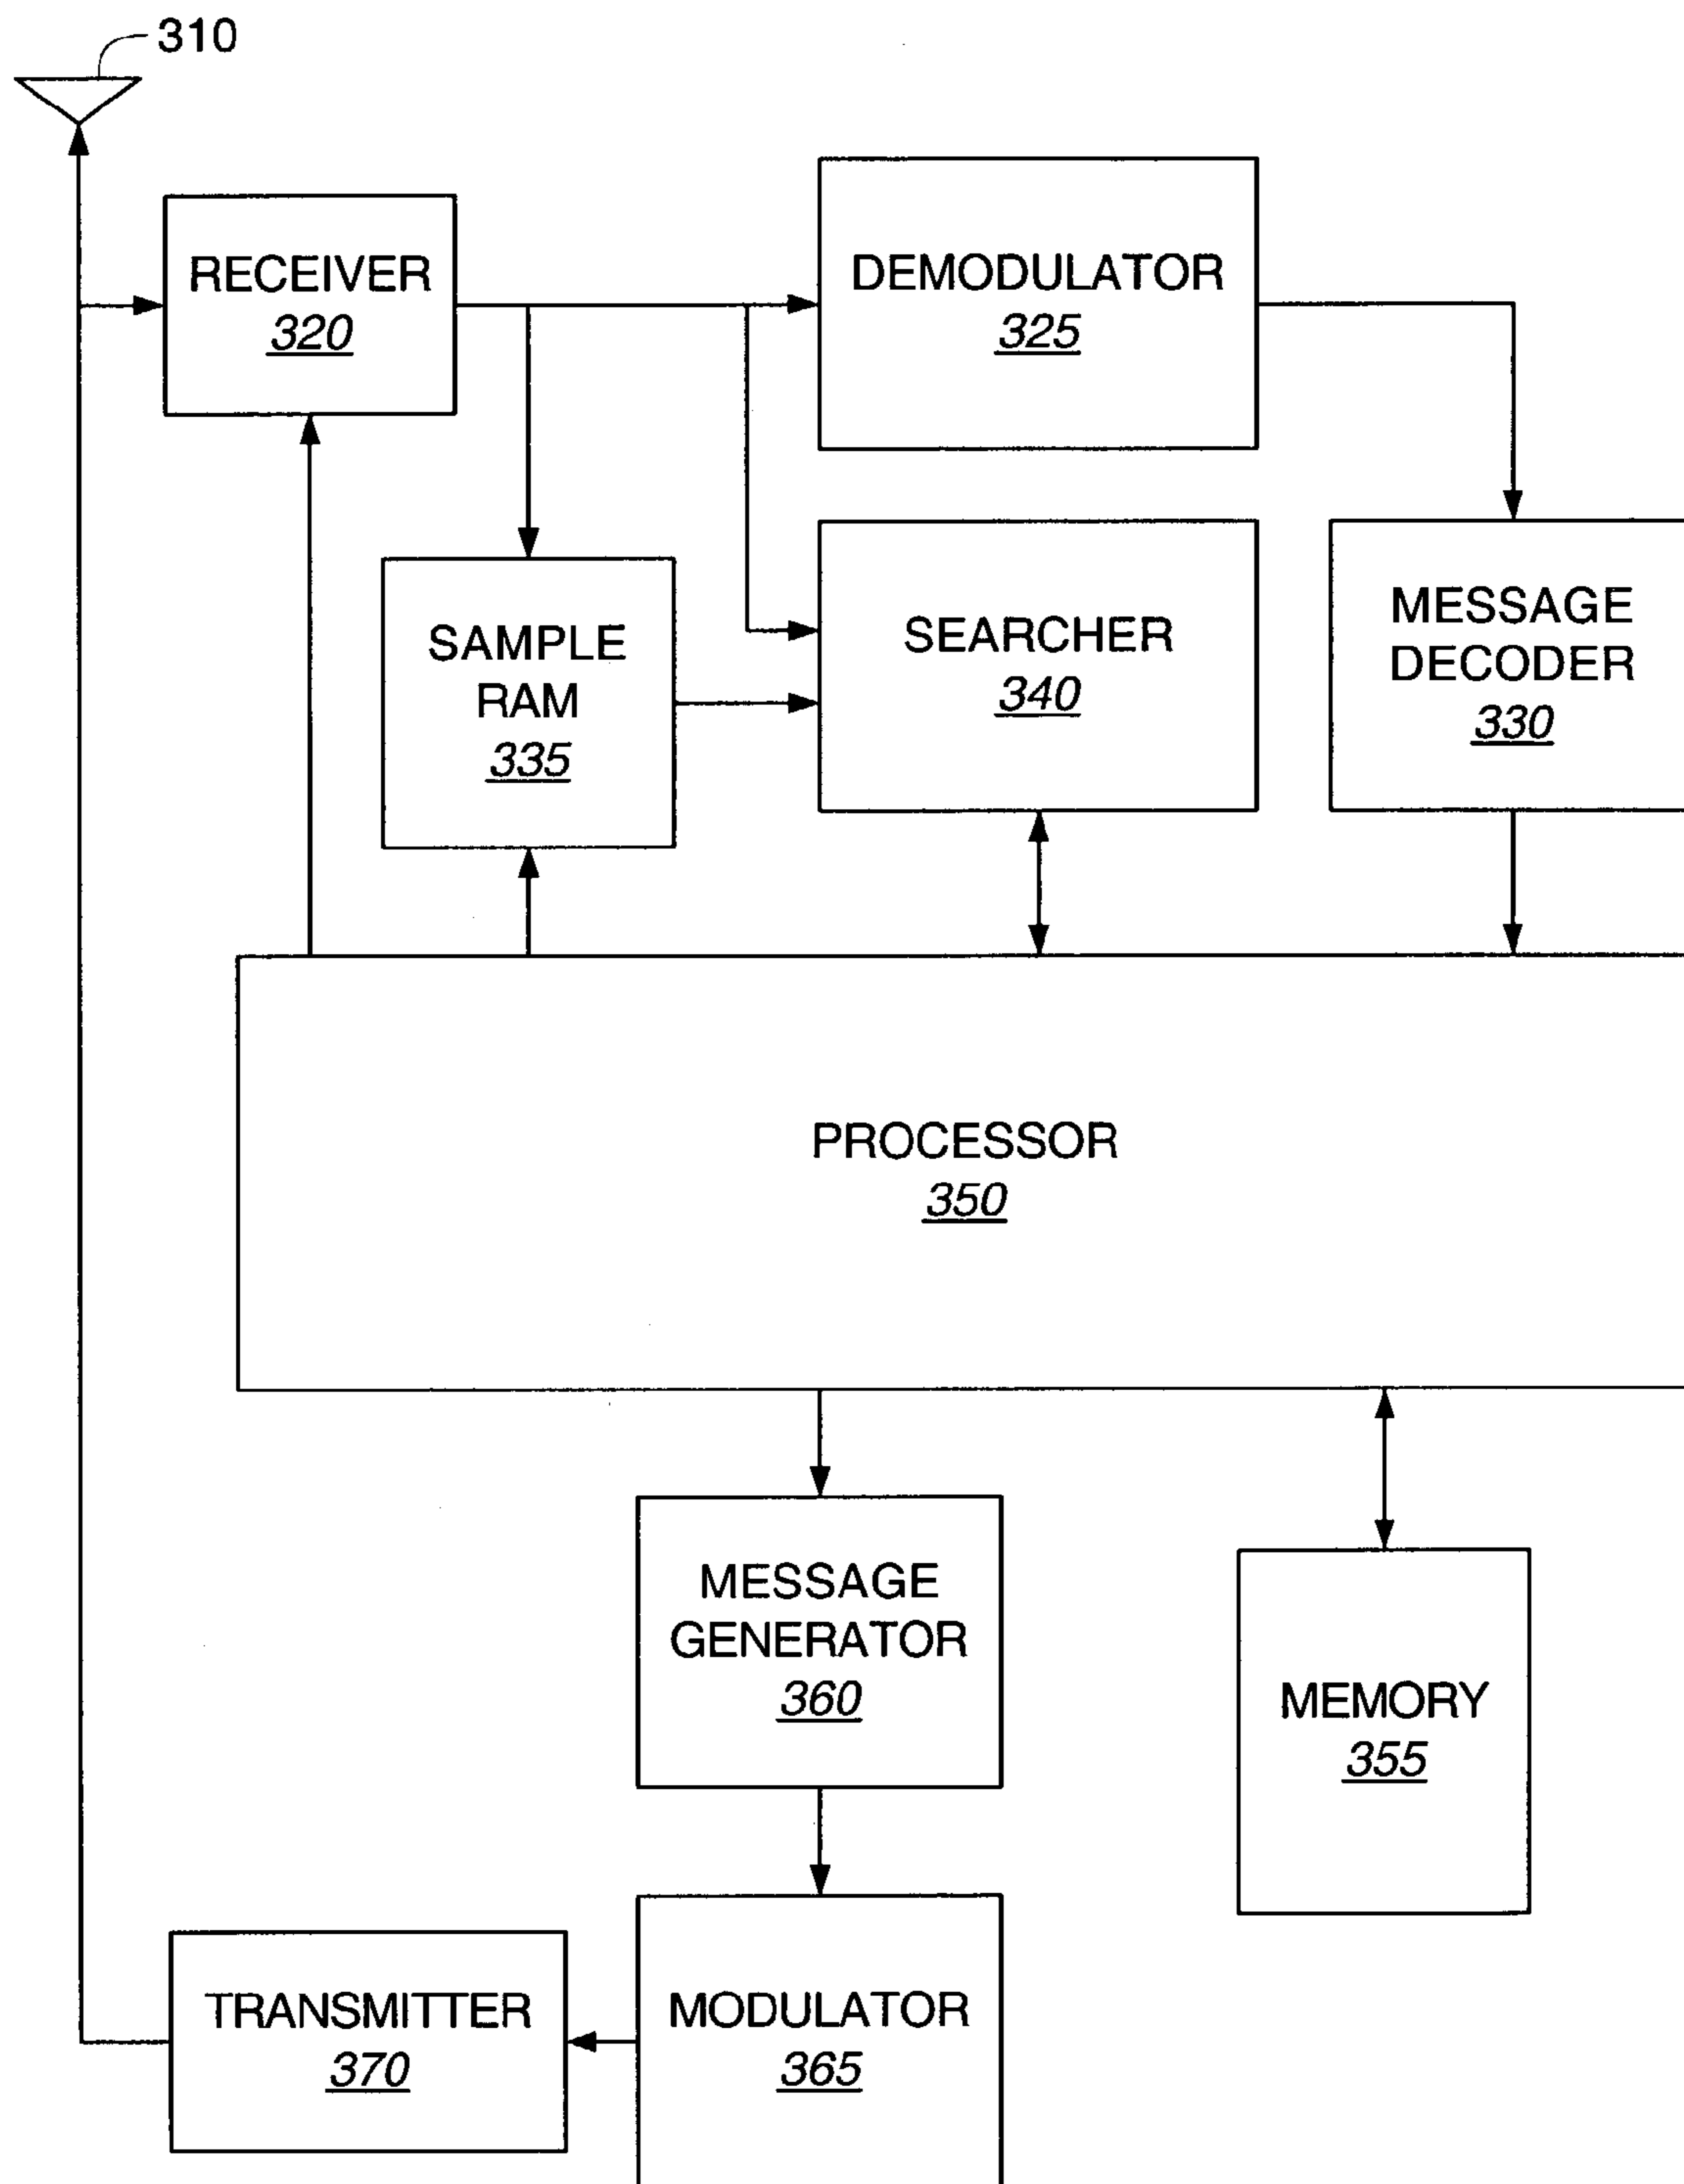 310
RECEIVER
320
DEMODULATOR
325
SAMPLE
RAM
335
SEARCHER
340
MESSAGE
DECODER
330
PROCESSOR
350
MESSAGE
GENERATOR
360
MEMORY
355
TRANSMITTER
370
MODULATOR
365